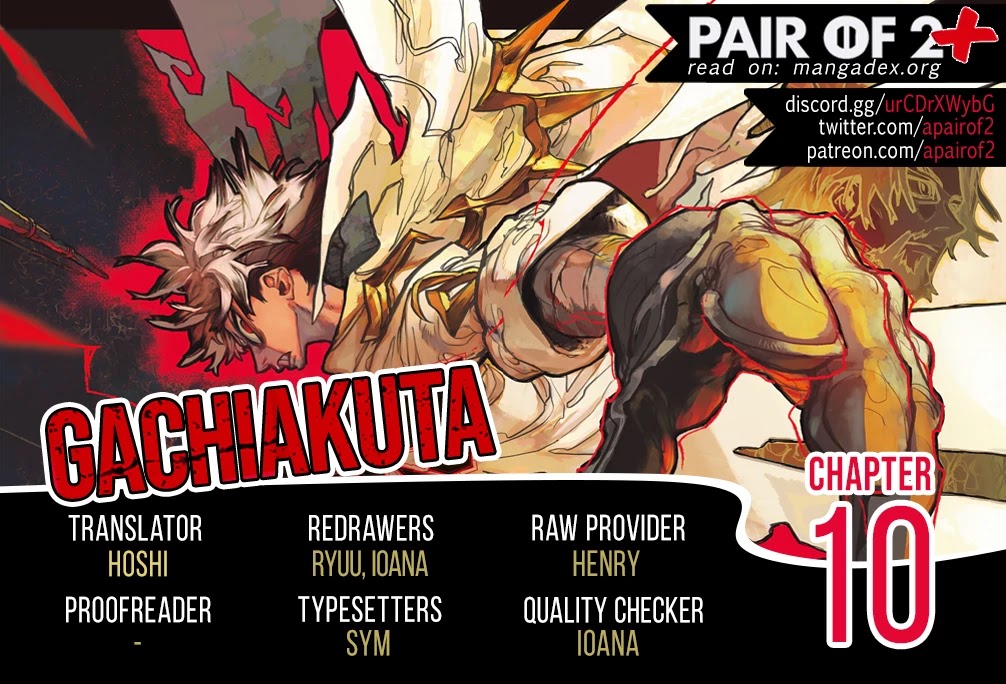 PAIR OF 2+
read on: mangadex.org
discord.gg/urCDrXWybG
twitter.com/apairof2
patreon.com/apairof2
GACHIAKUTA
CHAPTER
10
TRANSLATOR
HOSHI
REDRAWERS
RYUU, IOANA
RAW PROVIDER
HENRY
PROOFREADER
-
TYPESETTERS
SYM
QUALITY CHECKER
IOANA